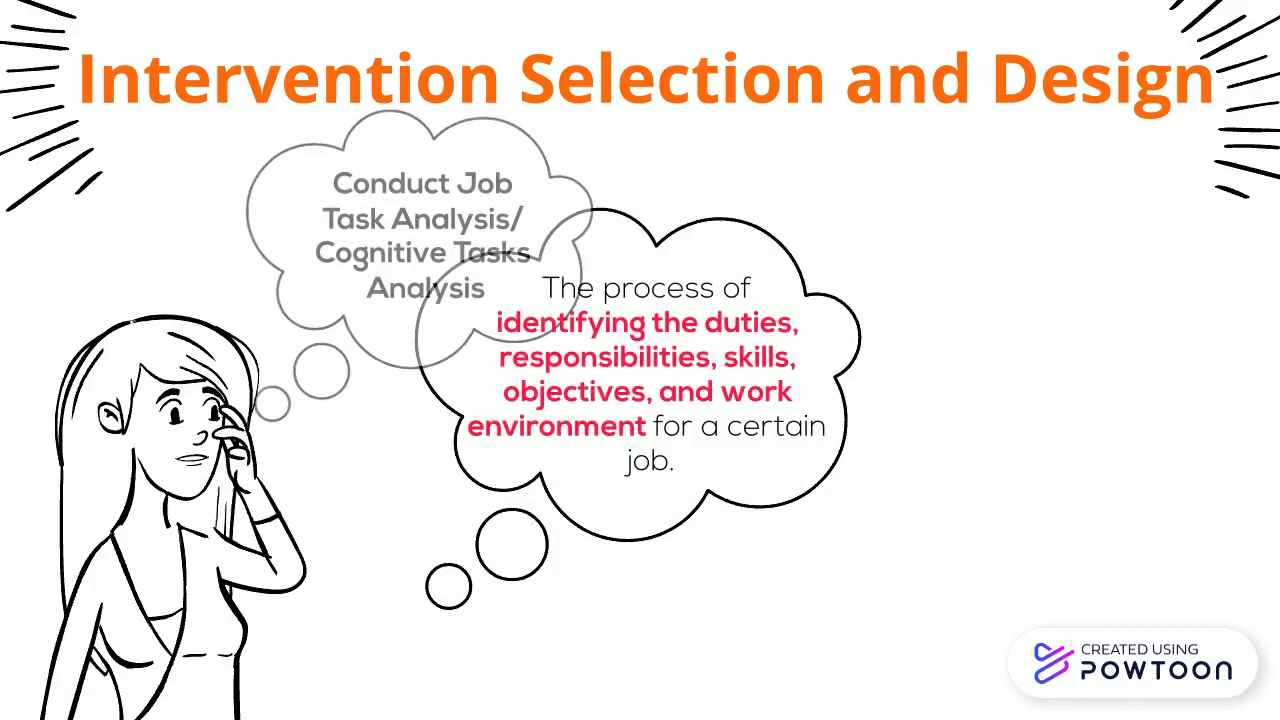 Intervention Selection and Design
Conduct Job
Task Analysis/
Cognitive Tasks
Analysis
The process of
identifying the duties,
responsibilities, skills,
objectives, and work
environment for a certain
job.
CREATED USING
POWTOON